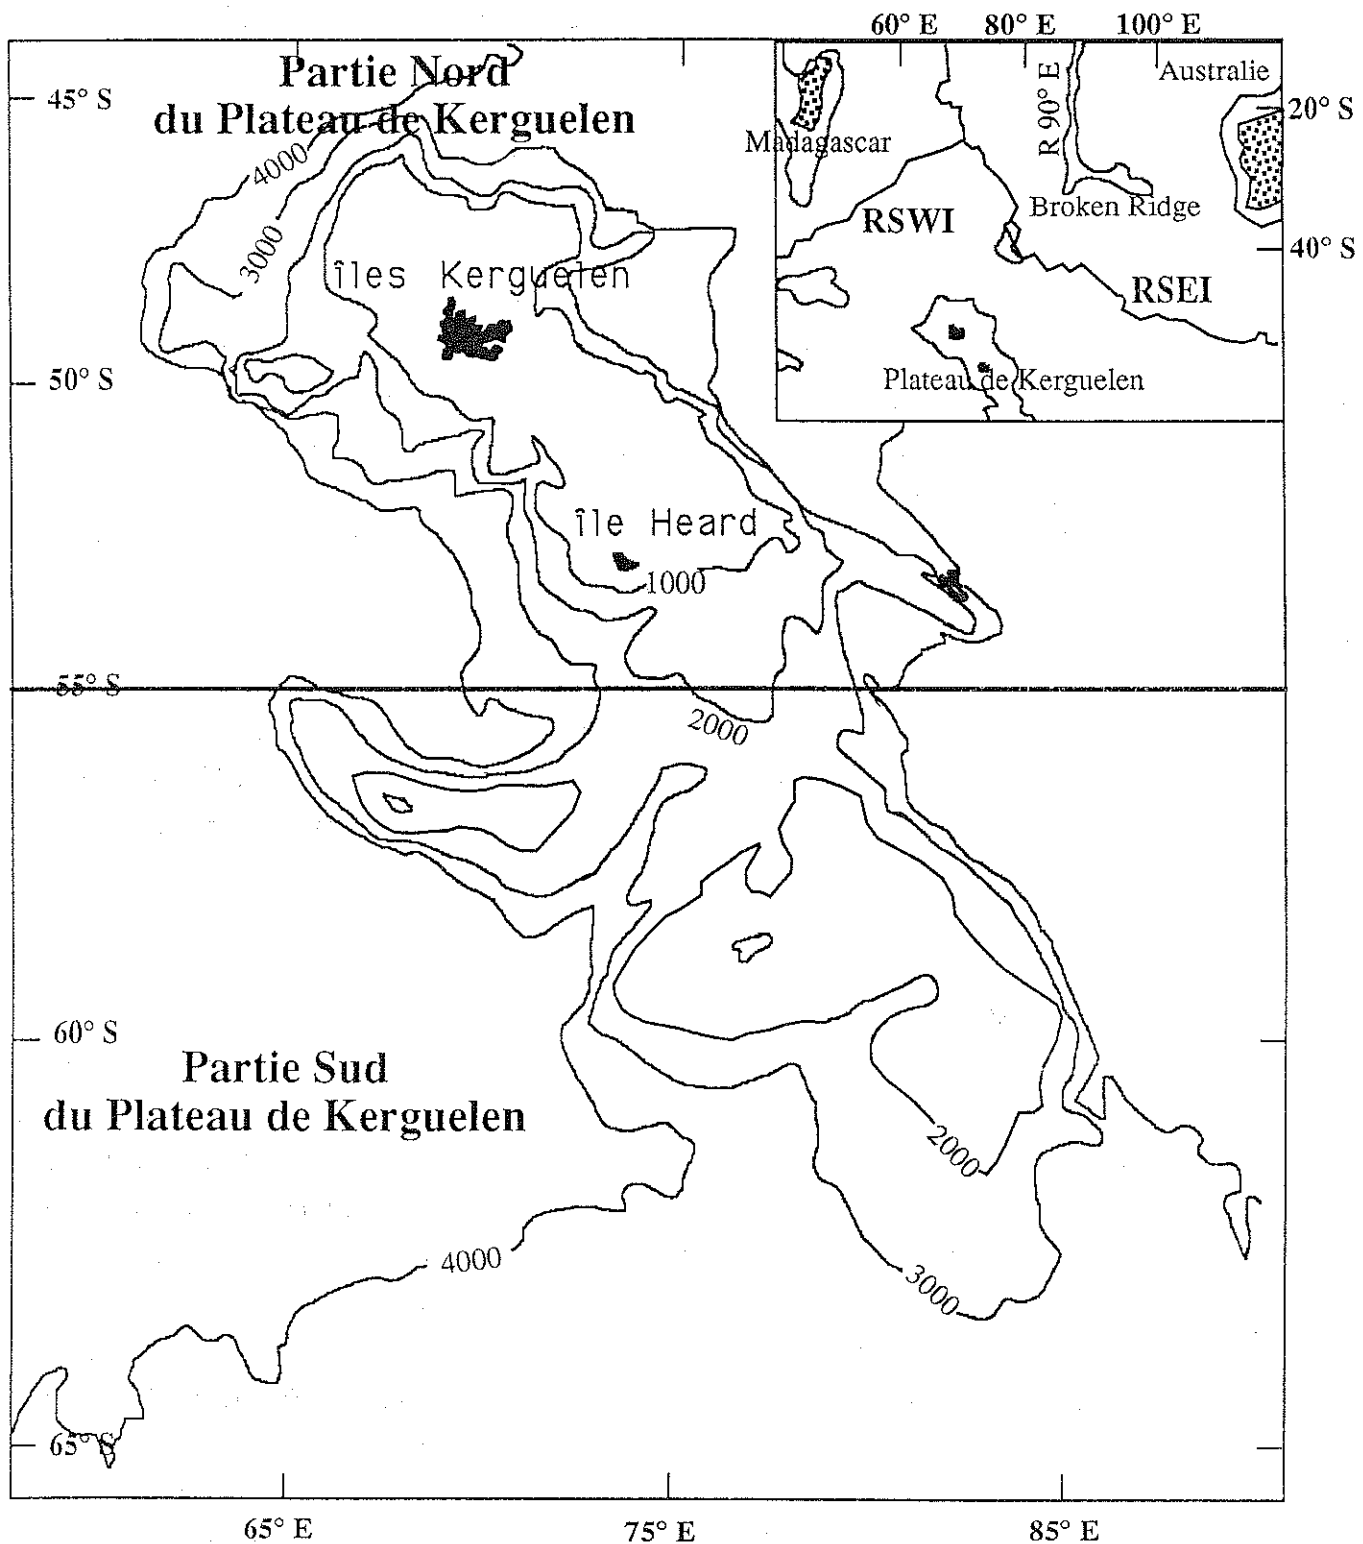 60° E 80° E 100° E
Partie Nord
du Plateau de Kerguelen
45° S
4000
3000
îles Kerguelen
50° S
île Heard
1000
55° S
2000
60° S
Partie Sud
du Plateau de Kerguelen
2000
4000
3000
65° S
65° E 75° E 85° E
Madagascar
R 90° E
Australie
20° S
Broken Ridge
RSWI
40° S
RSEI
Plateau de Kerguelen